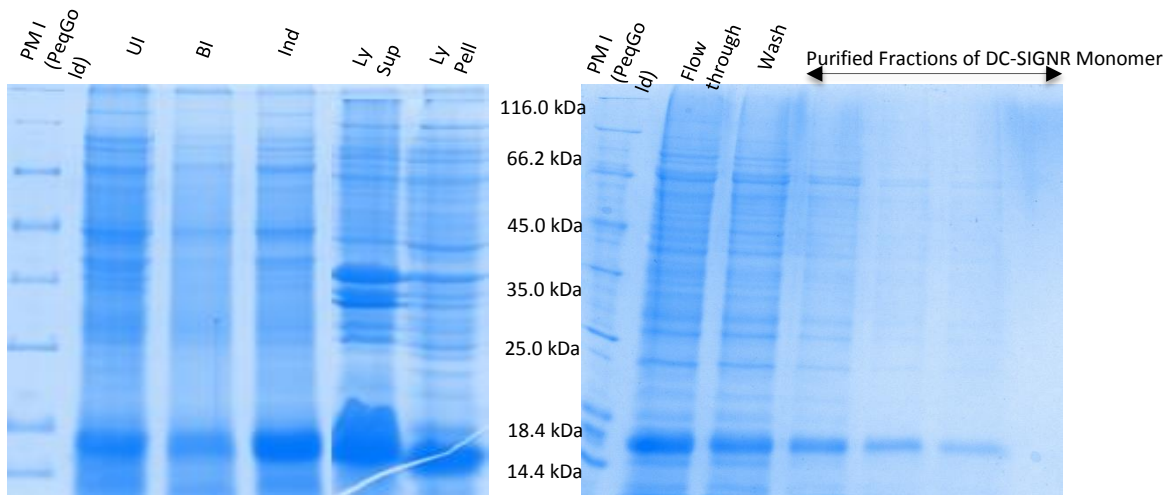 PM I
(PeqGo
ld)
UI
BI
Ind
Ly
Sup
Ly
Pell
116.0 kDa
66.2 kDa
45.0 kDa
35.0 kDa
25.0 kDa
18.4 kDa
14.4 kDa
PM I
(PeqGo
ld)
Flow
through
Wash
Purified Fractions of DC-SIGNR Monomer